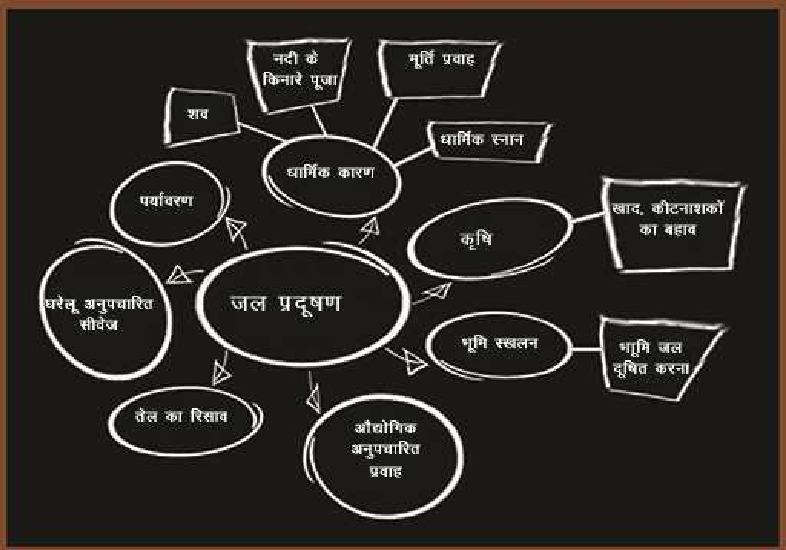 नदी के
किनारे पूजा
मूर्ति प्रवाह
शव
धार्मिक स्नान
धार्मिक कारण
पर्यावरण
खाद, कीटनाशकों
का बहाव
कृषि
जल प्रदूषण
घरेलू अनुपचारित
सीवेज
भूमि स्खलन
भाूमि जल
दूषित करना
तेल का रिसाव
औद्योगिक
अनुपचारित
प्रवाह